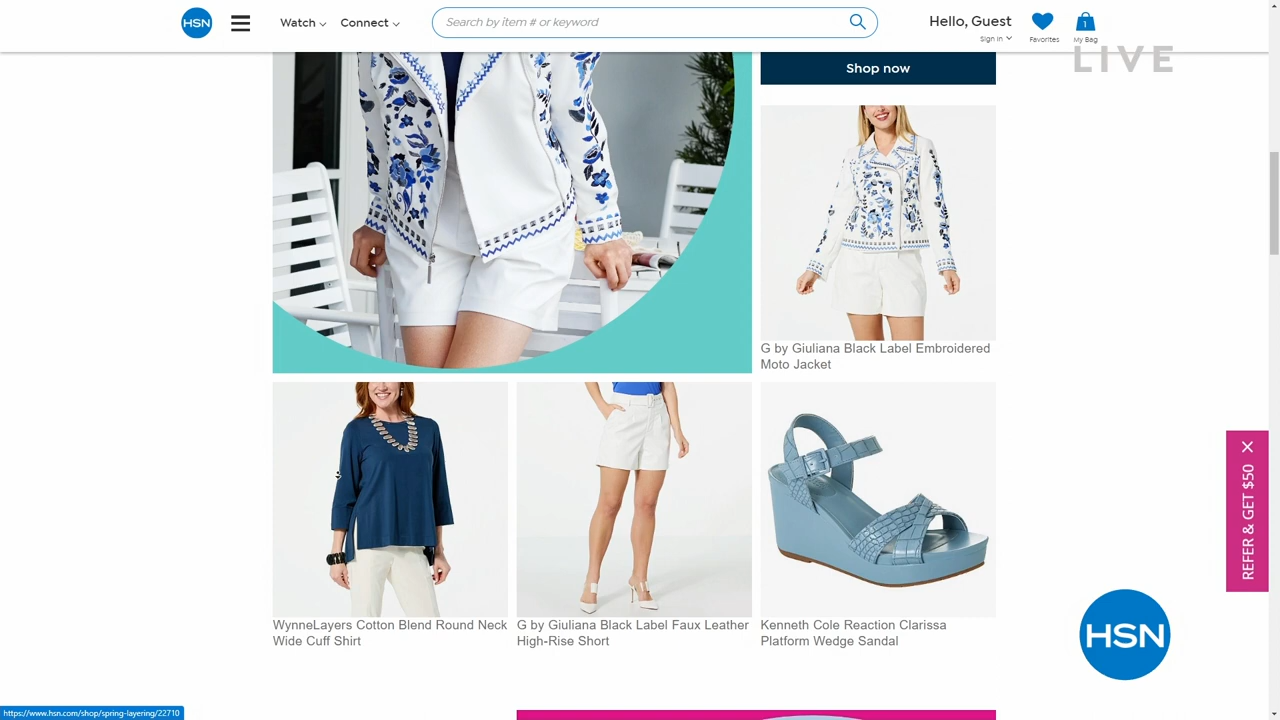 HSN
Watch
Connect
Search by item # or keyword
Hello, Guest
Sign in
Favorites
1
My Bag
LIVE
Shop now
G by Giuliana Black Label Embroidered
Moto Jacket
WynneLayers Cotton Blend Round Neck
Wide Cuff Shirt
G by Giuliana Black Label Faux Leather
High-Rise Short
Kenneth Cole Reaction Clarissa
Platform Wedge Sandal
REFER & GET $50
HSN
https://www.hsn.com/shop/spring-layering/22710